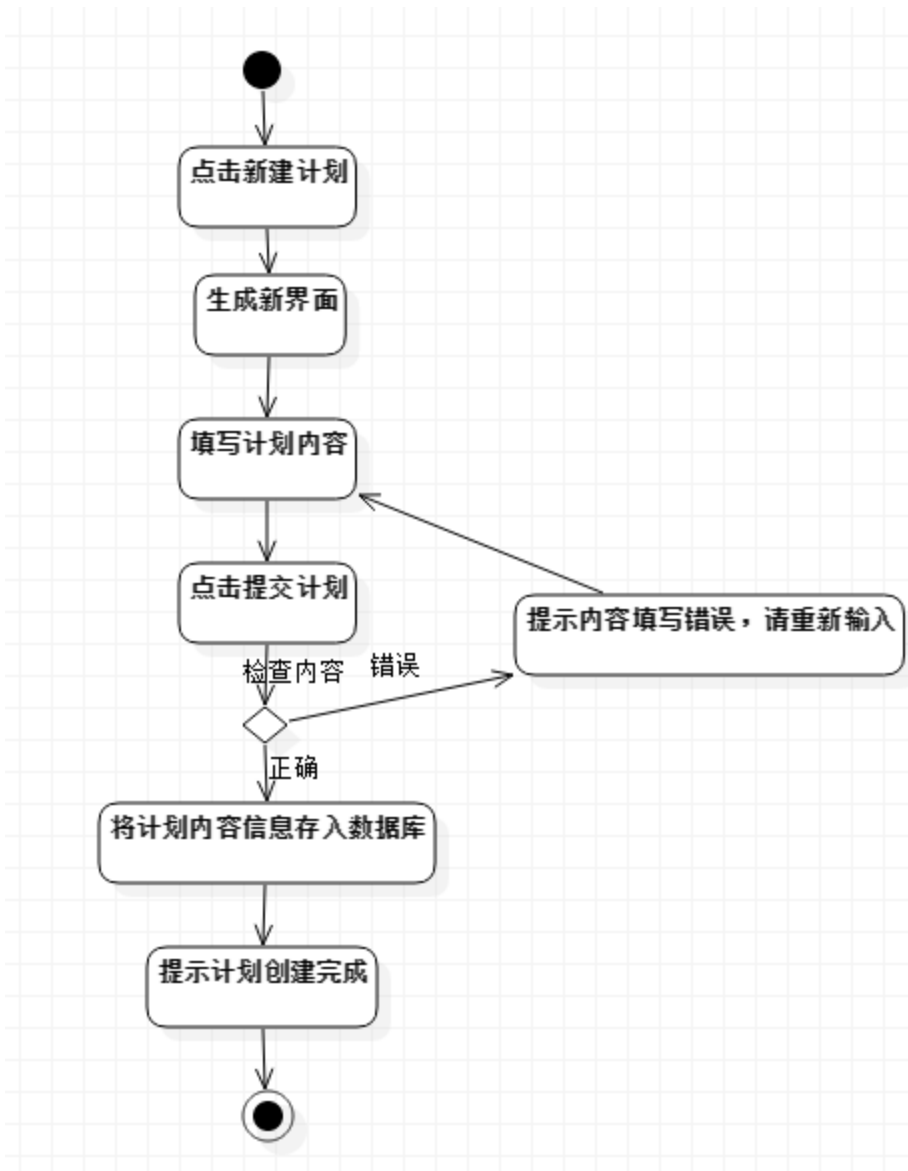 点击新建计划
生成新界面
填写计划内容
点击提交计划
提示内容填写错误，请重新输入
检查内容
错误
正确
将计划内容信息存入数据库
提示计划创建完成